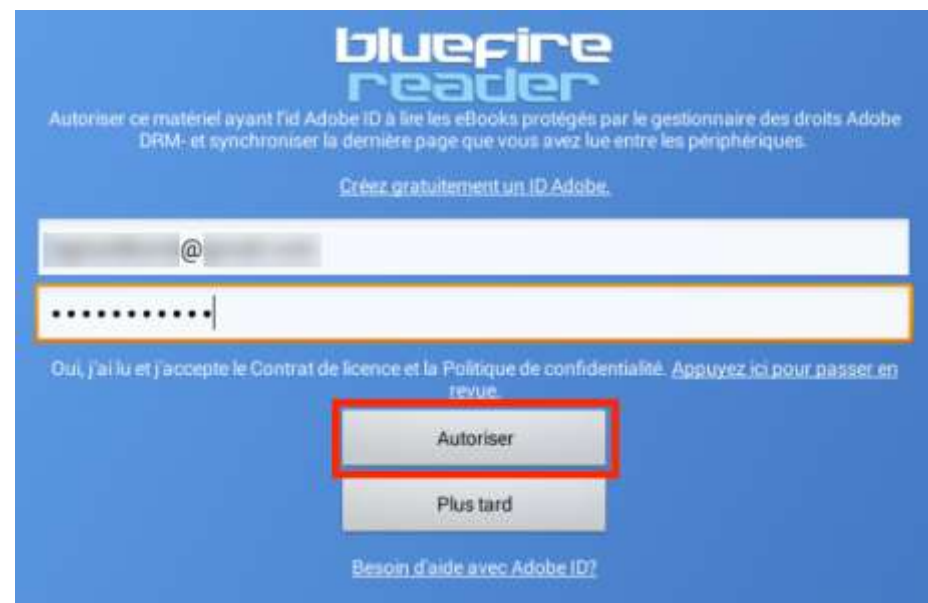 bluefire
reader
Autoriser ce matériel ayant l'id Adobe ID à lire les eBooks protégés par le gestionnaire des droits Adobe
DRM- et synchroniser la dernière page que vous avez lue entre les périphériques.
Créez gratuitement un ID Adobe.
@
•••••••••••
Oui, j'ai lu et j'accepte le Contrat de licence et la Politique de confidentialité. Appuyez ici pour passer en
revue.
Autoriser
Plus tard
Besoin d'aide avec Adobe ID?